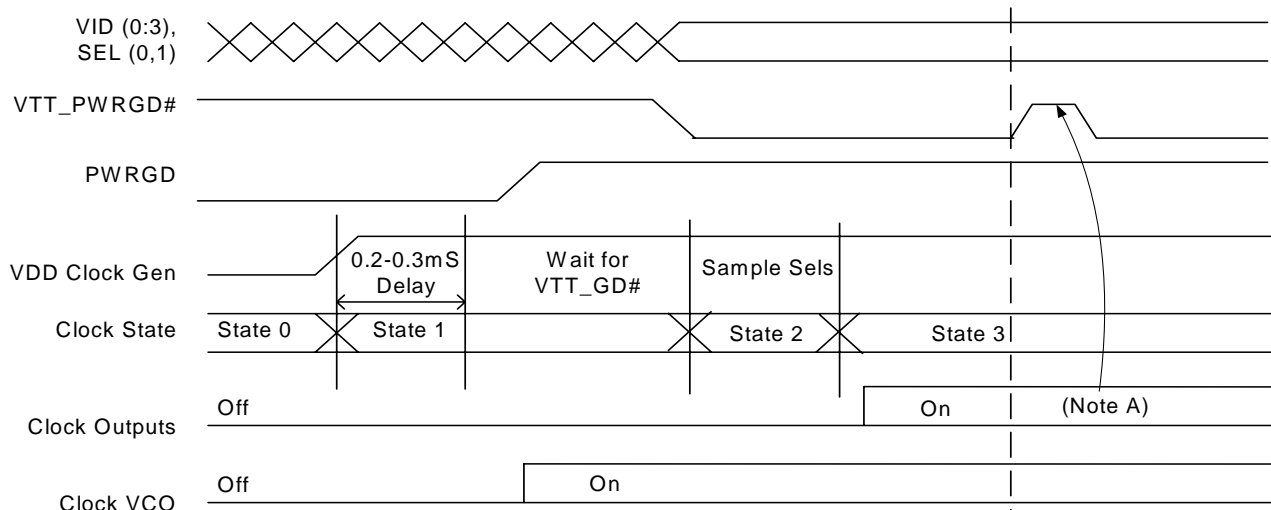 VID (0:3),
SEL (0,1)
VTT_PWRGD#
PWRGD
VDD Clock Gen
0.2-0.3mS
Delay
Wait for
VTT_GD#
Sample Sels
Clock State
State 0
State 1
State 2
State 3
Clock Outputs
Off
On
(Note A)
Clock VCO
Off
On